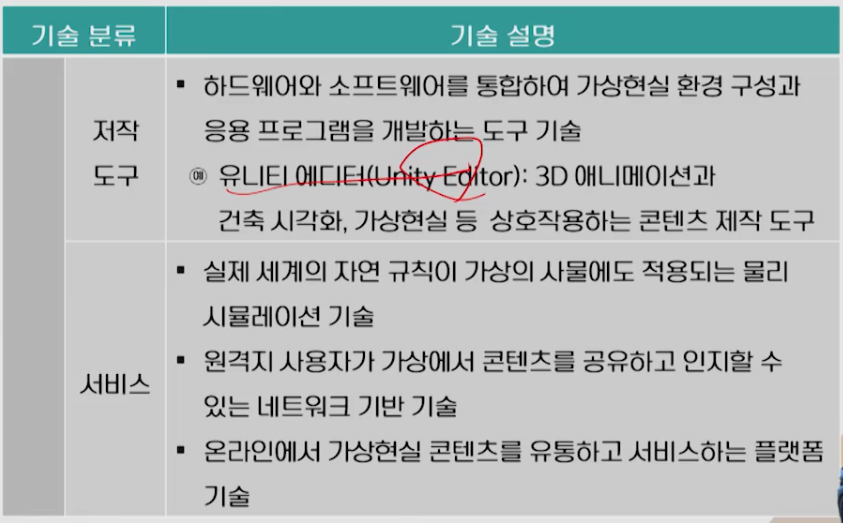 기술 분류
기술 설명
저작
도구
▪ 하드웨어와 소프트웨어를 통합하여 가상현실 환경 구성과
응용 프로그램을 개발하는 도구 기술
예 유니티 에디터(Unity Editor): 3D 애니메이션과
건축 시각화, 가상현실 등 상호작용하는 콘텐츠 제작 도구
서비스
▪ 실제 세계의 자연 규칙이 가상의 사물에도 적용되는 물리
시뮬레이션 기술
▪ 원격지 사용자가 가상에서 콘텐츠를 공유하고 인지할 수
있는 네트워크 기반 기술
▪ 온라인에서 가상현실 콘텐츠를 유통하고 서비스하는 플랫폼
기술